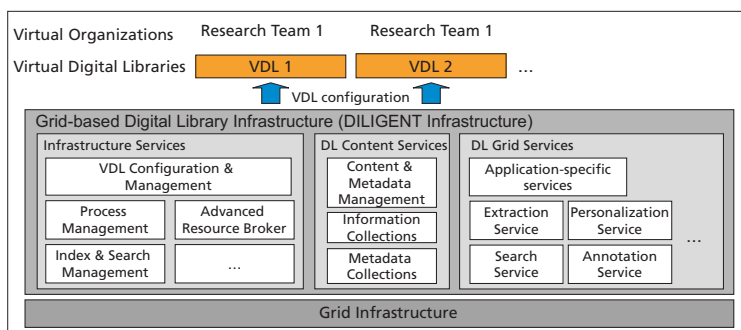 Virtual Organizations Research Team 1 Research Team 1
Virtual Digital Libraries VDL 1 VDL 2 ...
VDL configuration
Grid-based Digital Library Infrastructure (DILIGENT Infrastructure)
Infrastructure Services
VDL Configuration &
Management
Process
Management
Advanced
Resource Broker
Index & Search
Management
...
DL Content Services
Content &
Metadata
Management
Information
Collections
Metadata
Collections
DL Grid Services
Application-specific
services
Extraction
Service
Personalization
Service
Search
Service
Annotation
Service
...
Grid Infrastructure